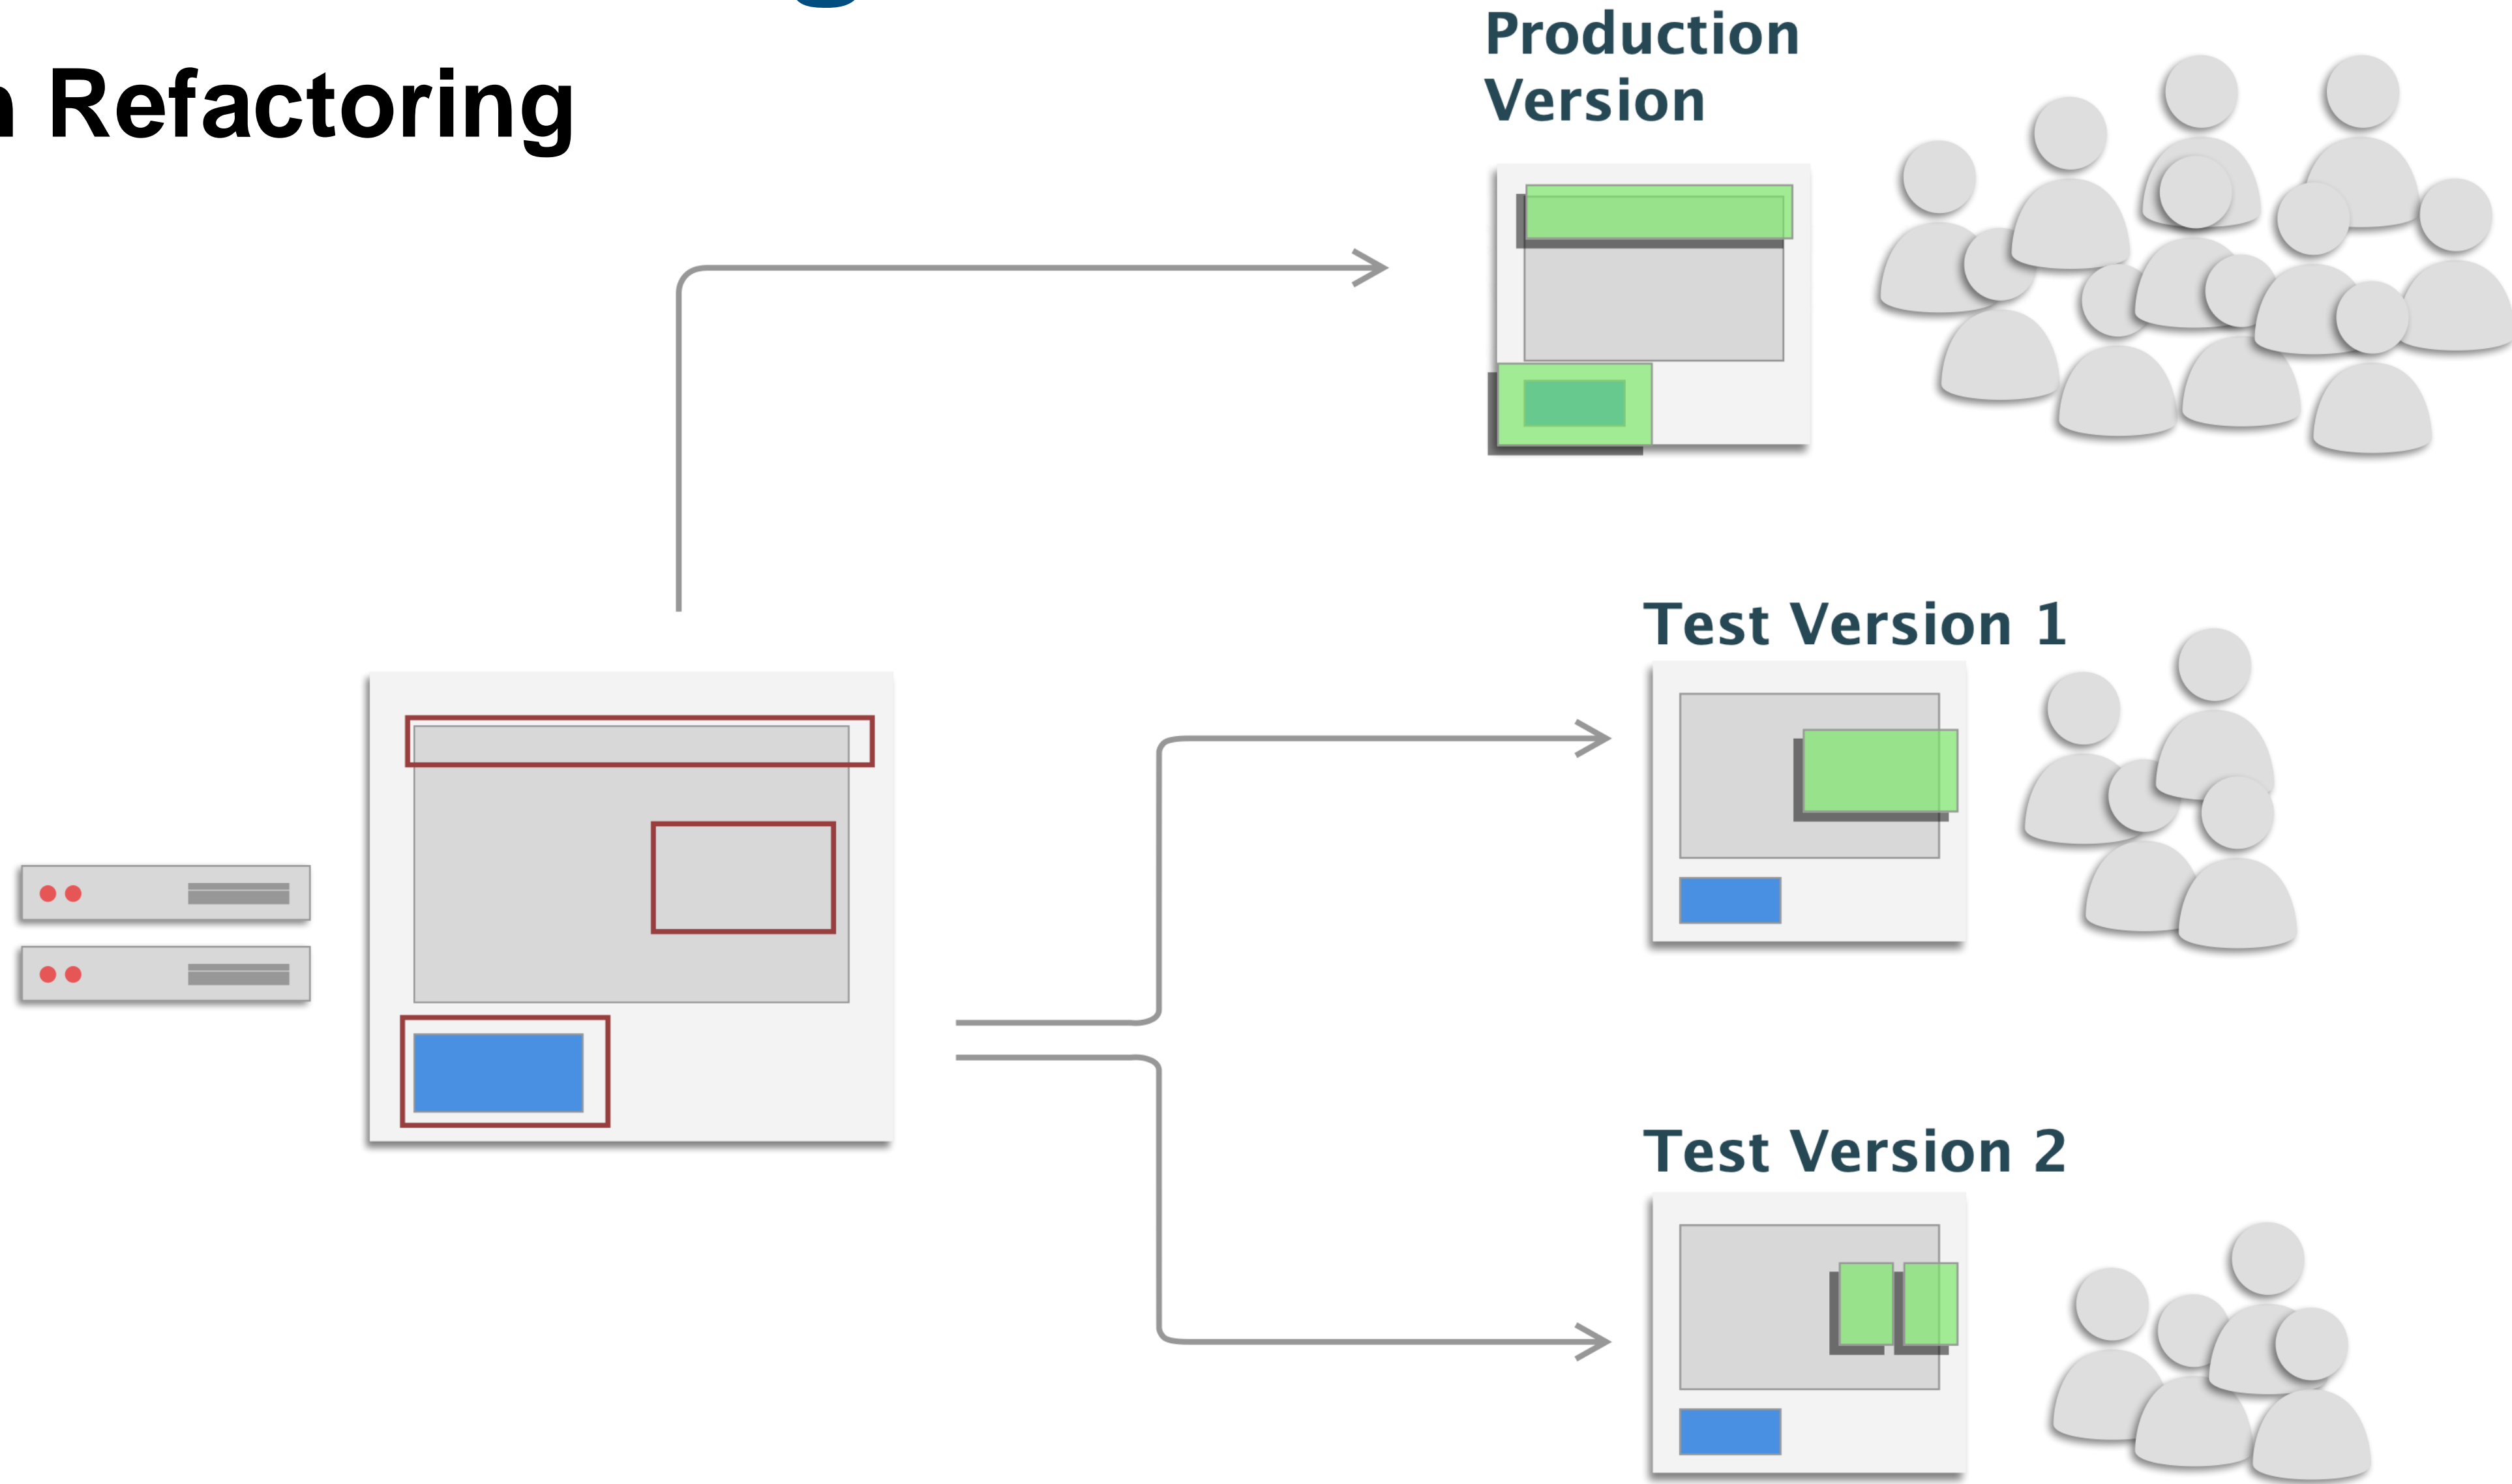 Refactoring
Production
Version
Test Version 1
Test Version 2